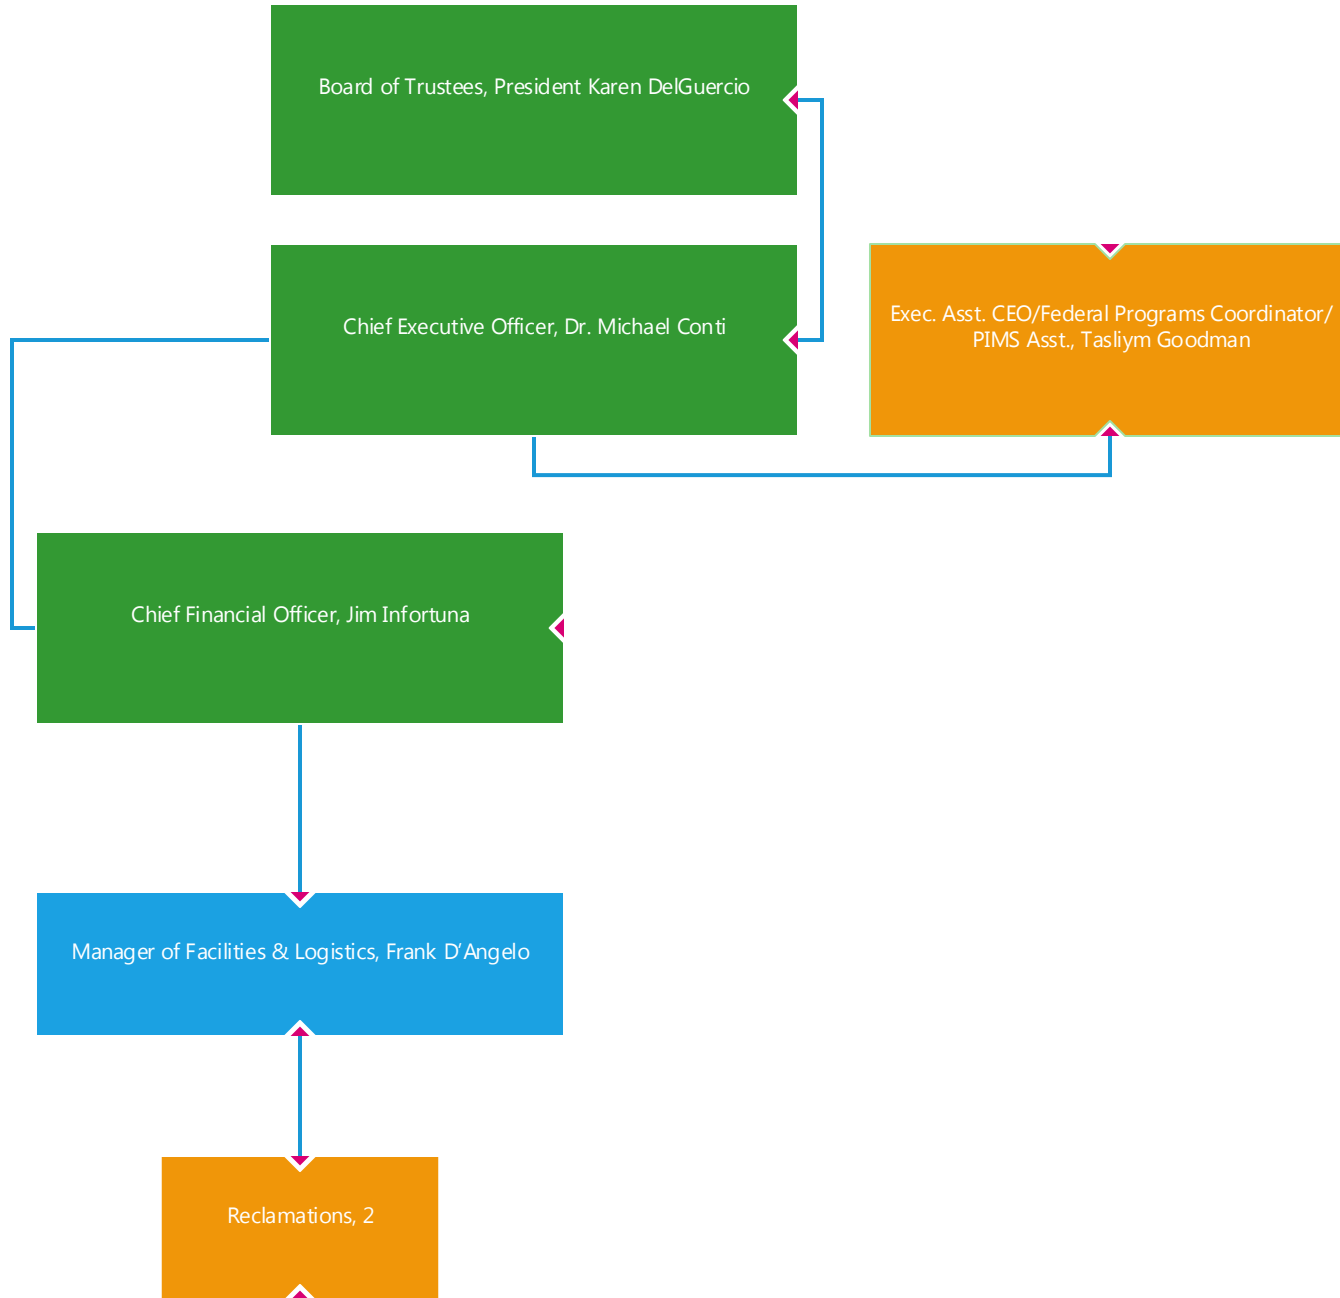 Board of Trustees, President Karen DelGuercio
Chief Executive Officer, Dr. Michael Conti
Exec. Asst. CEO/Federal Programs Coordinator/
PIMS Asst., Tasliym Goodman
Chief Financial Officer, Jim Infortuna
Manager of Facilities & Logistics, Frank D’Angelo
Reclamations, 2